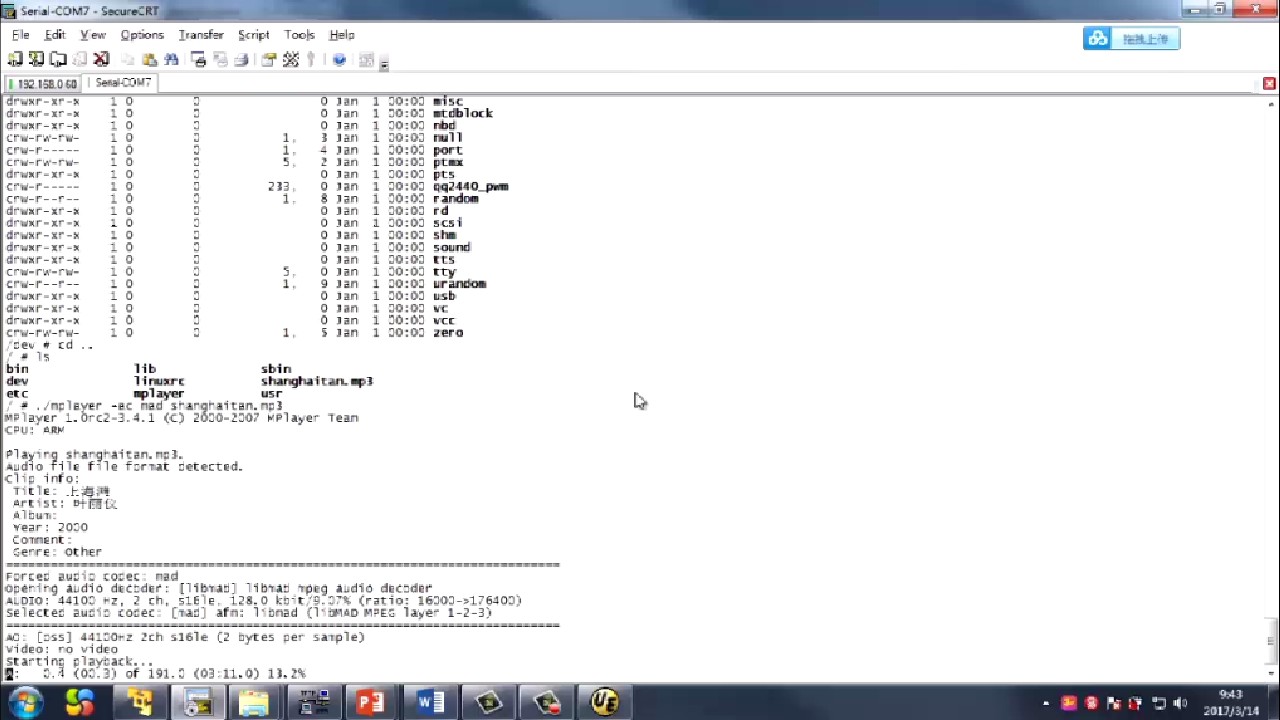 Serial-COM7 - SecureCRT
File Edit View Options Transfer Script Tools Help
拖拽上传
192.168.0.60 Serial-COM7
drwxr-xr-x 1 0 0 0 Jan 1 00:00 misc
drwxr-xr-x 1 0 0 0 Jan 1 00:00 mtdblock
drwxr-xr-x 1 0 0 0 Jan 1 00:00 nbd
crw-rw-rw- 1 0 0 1, 3 Jan 1 00:00 null
crw-r----- 1 0 0 1, 4 Jan 1 00:00 port
crw-rw-rw- 1 0 0 5, 2 Jan 1 00:00 ptmx
drwxr-xr-x 1 0 0 0 Jan 1 00:00 pts
crw-r----- 1 0 0 233, 0 Jan 1 00:00 qq2440_pwm
crw-r--r-- 1 0 0 1, 8 Jan 1 00:00 random
drwxr-xr-x 1 0 0 0 Jan 1 00:00 rd
drwxr-xr-x 1 0 0 0 Jan 1 00:00 scsi
drwxr-xr-x 1 0 0 0 Jan 1 00:00 shm
drwxr-xr-x 1 0 0 0 Jan 1 00:00 sound
drwxr-xr-x 1 0 0 0 Jan 1 00:00 tts
crw-rw-rw- 1 0 0 5, 0 Jan 1 00:00 tty
crw-r--r-- 1 0 0 1, 9 Jan 1 00:00 urandom
drwxr-xr-x 1 0 0 0 Jan 1 00:00 usb
drwxr-xr-x 1 0 0 0 Jan 1 00:00 vc
drwxr-xr-x 1 0 0 0 Jan 1 00:00 vcc
crw-rw-rw- 1 0 0 1, 5 Jan 1 00:00 zero
/dev # cd ..
/ # ls
bin lib sbin
dev linuxrc shanghaitan.mp3
etc mplayer usr
/ # ./mplayer -ac mad shanghaitan.mp3
MPlayer 1.0rc2-3.4.1 (C) 2000-2007 MPlayer Team
CPU: ARM
Playing shanghaitan.mp3.
Audio file file format detected.
Clip info:
Title: 上海滩
Artist: 叶丽仪
Album:
Year: 2000
Comment:
Genre: Other
==========================================================================
Forced audio codec: mad
Opening audio decoder: [libmad] libmad mpeg audio decoder
AUDIO: 44100 Hz, 2 ch, s16le, 128.0 kbit/9.07% (ratio: 16000->176400)
Selected audio codec: [mad] afm: libmad (libMAD MPEG layer 1-2-3)
==========================================================================
AO: [oss] 44100Hz 2ch s16le (2 bytes per sample)
Video: no video
Starting playback...
A: 0.4 (00.3) of 191.0 (03:11.0) 13.2%
9:43
2017/3/14